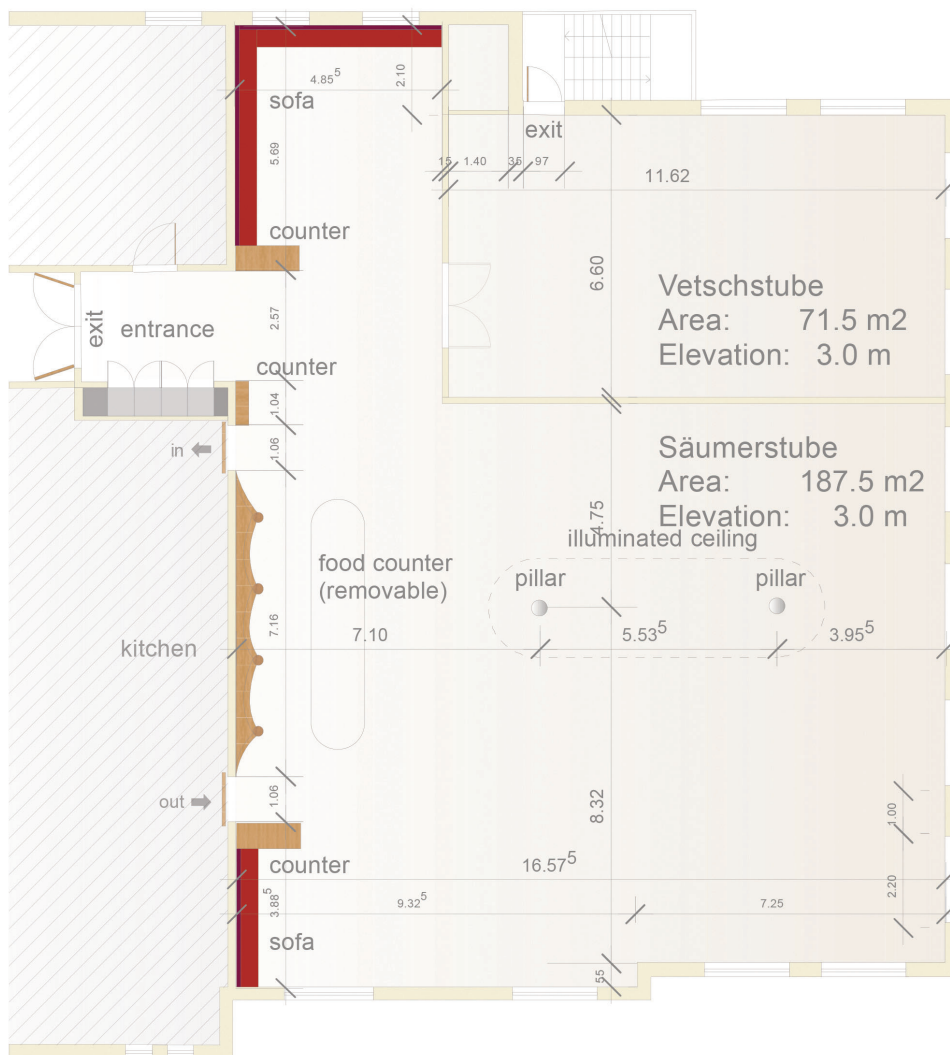 4.85⁵
2.10
sofa
5.69
exit
15
1.40
35
97
11.62
counter
6.60
2.57
exit
entrance
Vetschstube
Area: 71.5 m2
Elevation: 3.0 m
counter
1.04
in
1.06
Säumerstube
Area: 187.5 m2
Elevation: 3.0 m
4.75
illuminated ceiling
food counter
(removable)
pillar
pillar
7.16
7.10
5.53⁵
3.95⁵
kitchen
out
1.06
8.32
1.00
counter
16.57⁵
3.88⁵
9.32⁵
7.25
2.20
sofa
55